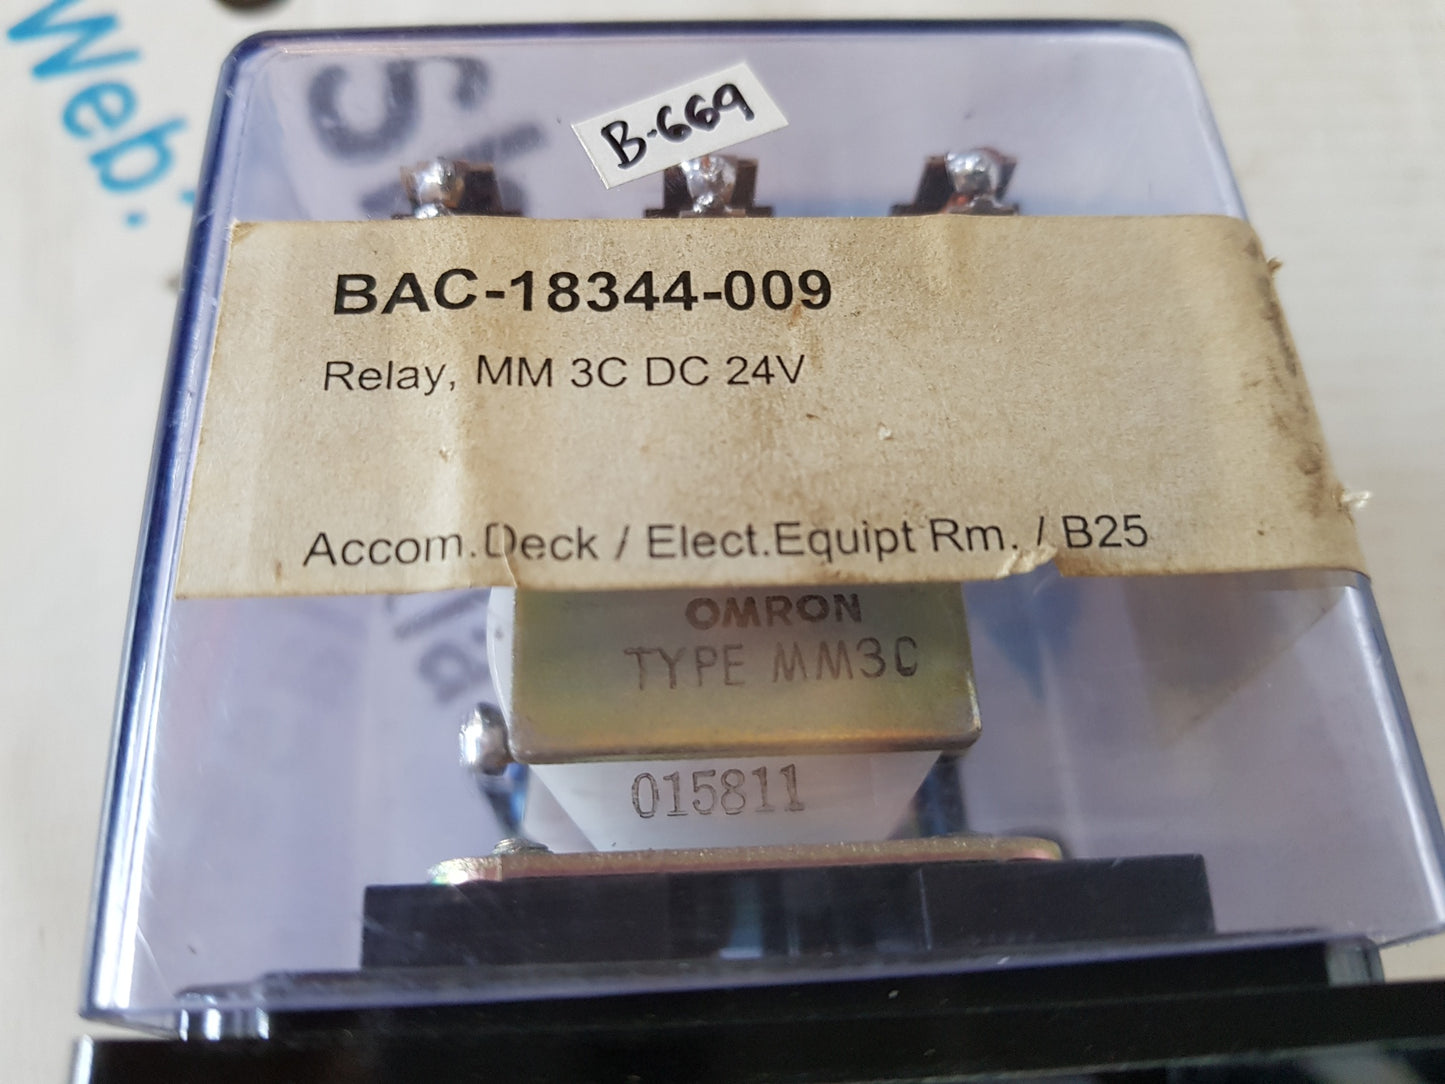 Web:
B-669
BAC-18344-009
Relay, MM 3C DC 24V
Accom.Deck / Elect.Equipt Rm. / B25
OMRON
TYPE MM3C
015811